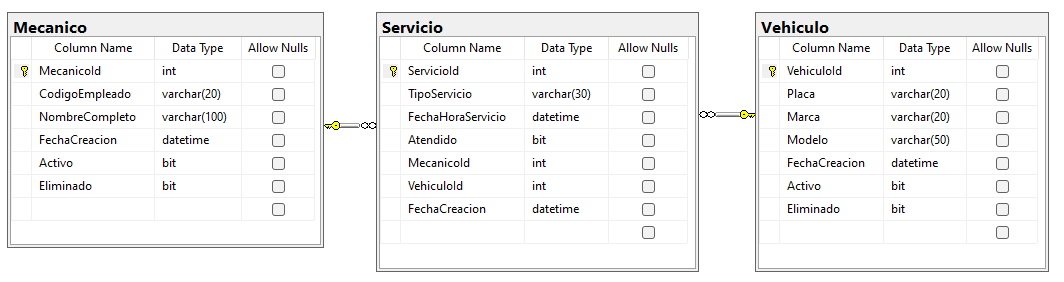 Mecanico
Column Name Data Type Allow Nulls
MecanicoId int
CodigoEmpleado varchar(20)
NombreCompleto varchar(100)
FechaCreacion datetime
Activo bit
Eliminado bit
Servicio
Column Name Data Type Allow Nulls
ServicioId int
TipoServicio varchar(30)
FechaHoraServicio datetime
Atendido bit
MecanicoId int
VehiculoId int
FechaCreacion datetime
Vehiculo
Column Name Data Type Allow Nulls
VehiculoId int
Placa varchar(20)
Marca varchar(20)
Modelo varchar(50)
FechaCreacion datetime
Activo bit
Eliminado bit